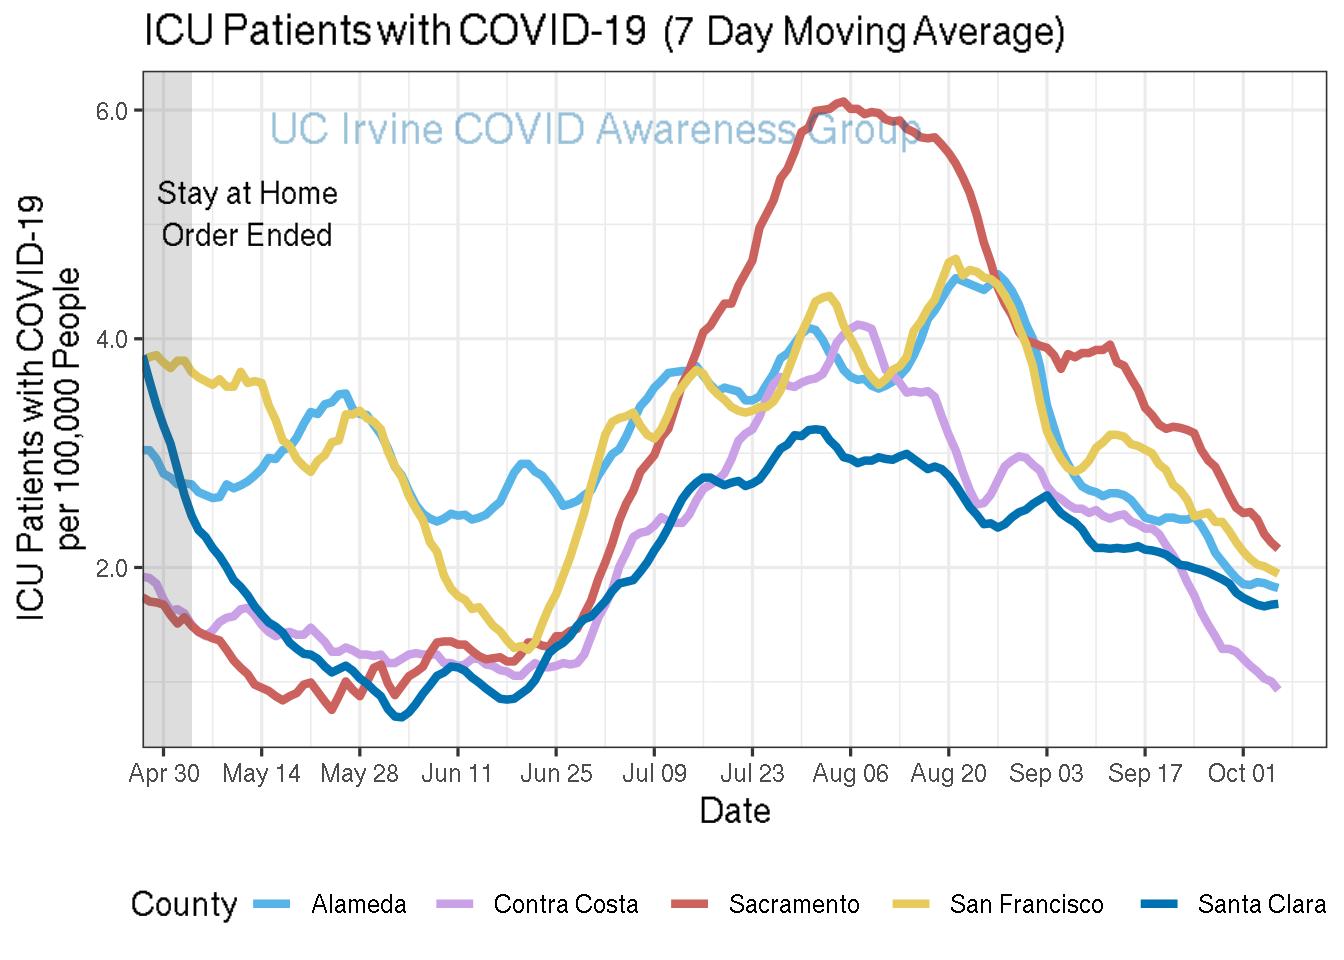 ICU Patients with COVID-19 (7 Day Moving Average)
UC Irvine COVID Awareness Group
Stay at Home
Order Ended
ICU Patients with COVID-19
per 100,000 People
6.0
4.0
2.0
Apr 30 May 14 May 28 Jun 11 Jun 25 Jul 09 Jul 23 Aug 06 Aug 20 Sep 03 Sep 17 Oct 01
Date
County Alameda Contra Costa Sacramento San Francisco Santa Clara